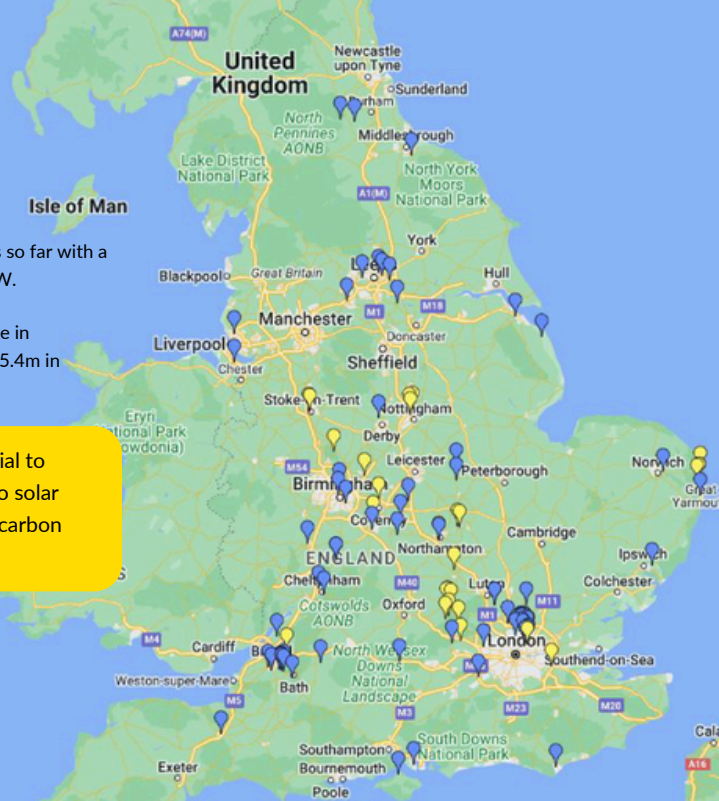 A74(M)
United
Kingdom
Newcastle
upon Tyne
Sunderland
Durham
North
Pennines
AONB
Middlesbrough
Lake District
National Park
North York
Moors
National Park
A1(M)
Isle of Man
York
so far with a
W.
Blackpool
Great Britain
Hull
M1
M18
Manchester
Doncaster
e in
Liverpool
5.4m in
Sheffield
Chester
Stoke-on-Trent
Nottingham
Derby
Eryri
National Park
owdonia)
ial to
o solar
carbon
M54
Leicester
Peterborough
Norwich
Birmingham
Great
Yarmou
Northampton
Cambridge
ENGLAND
Ipswich
Cheltenham
M40
Luton
Colchester
Cotswolds
AONB
Oxford
M1
M11
M4
Cardiff
North Wessex
Downs
National
Landscape
London
Southend-on-Sea
Weston-super-Mare
Bath
M5
M3
M23
M20
Southampton
South Downs
National Park
Exeter
Bournemouth
Poole
Cala
A16